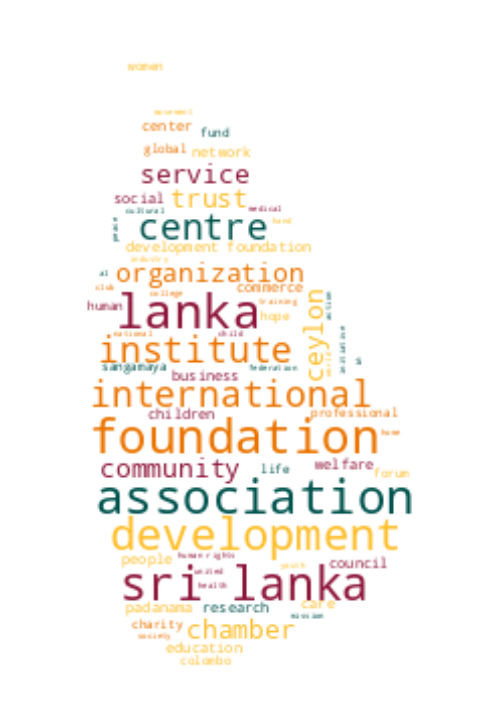 women
movement
center fund
global network
service
social trust medical
cultural
peace centre hand
development foundation
industry
al organization
club college commerce
human lanka training
hope
national child
institute ceylon action
sangamaya federation initiative
business
international
children professional
foundation home
community life welfare forum
association
development
people human rights council
united youth
sri lanka
health
padanama research care
mission
charity chamber
society
education
colombo